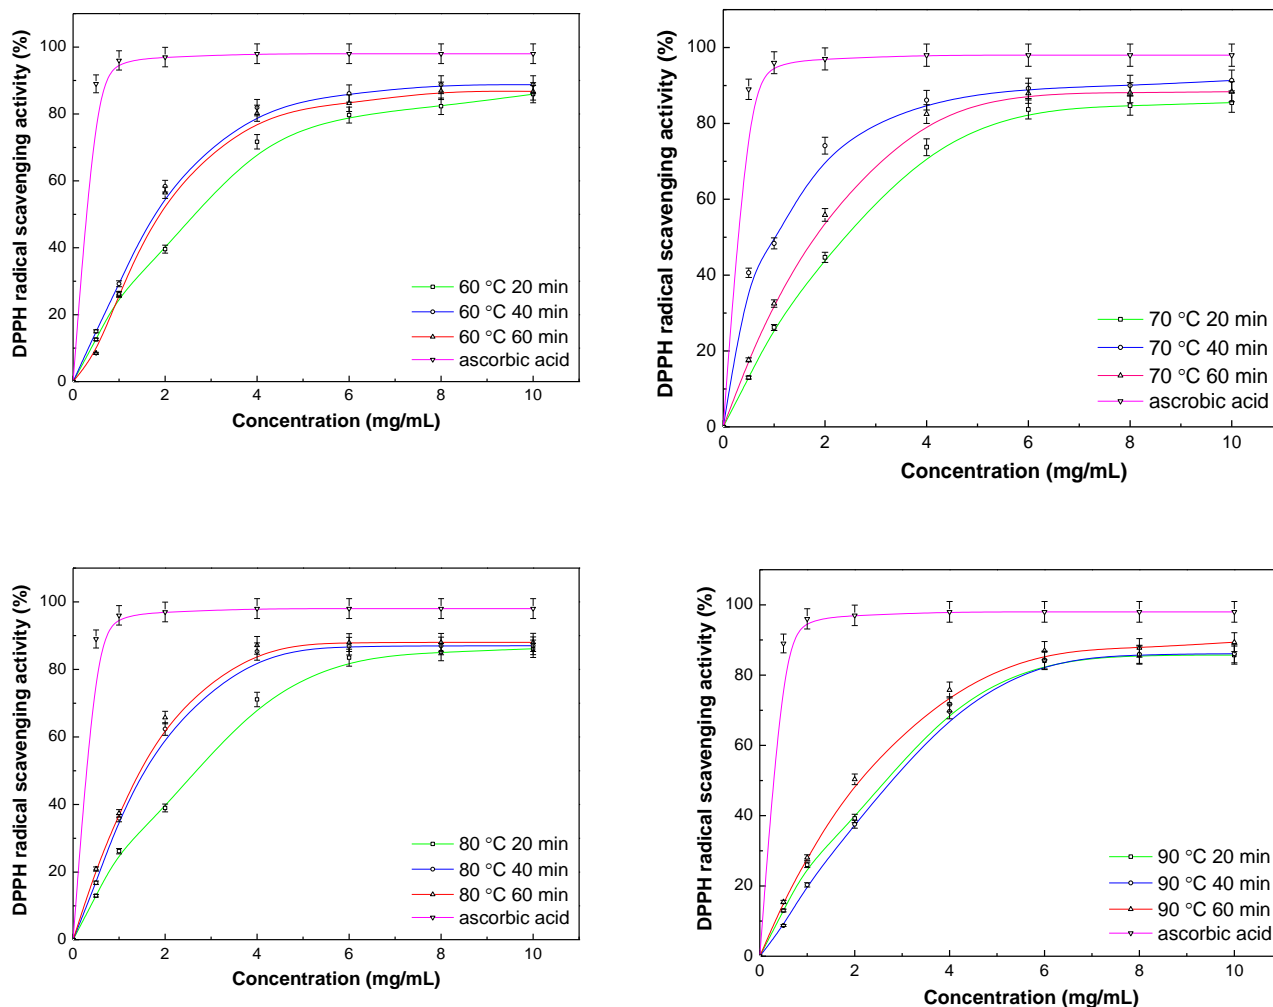 DPPH radical scavenging activity (%)
100
80
60
40
20
0
60 °C 20 min
60 °C 40 min
60 °C 60 min
ascorbic acid
0 2 4 6 8 10
Concentration (mg/mL)
DPPH radical scavenging activity (%)
100
80
60
40
20
0
70 °C 20 min
70 °C 40 min
70 °C 60 min
ascrobic acid
0 2 4 6 8 10
Concentration (mg/mL)
DPPH radical scavenging activity (%)
100
80
60
40
20
0
80 °C 20 min
80 °C 40 min
80 °C 60 min
ascorbic acid
0 2 4 6 8 10
Concentration (mg/mL)
DPPH radical scavenging activity (%)
100
80
60
40
20
0
90 °C 20 min
90 °C 40 min
90 °C 60 min
ascorbic acid
0 2 4 6 8 10
Concentration (mg/mL)